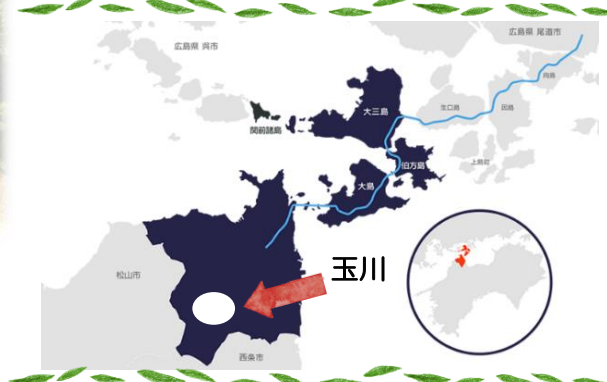 広島県 尾道市
広島県 呉市
向島
大三島
生口島
因島
関前諸島
伯方島
上島町
大島
玉川
松山市
西条市